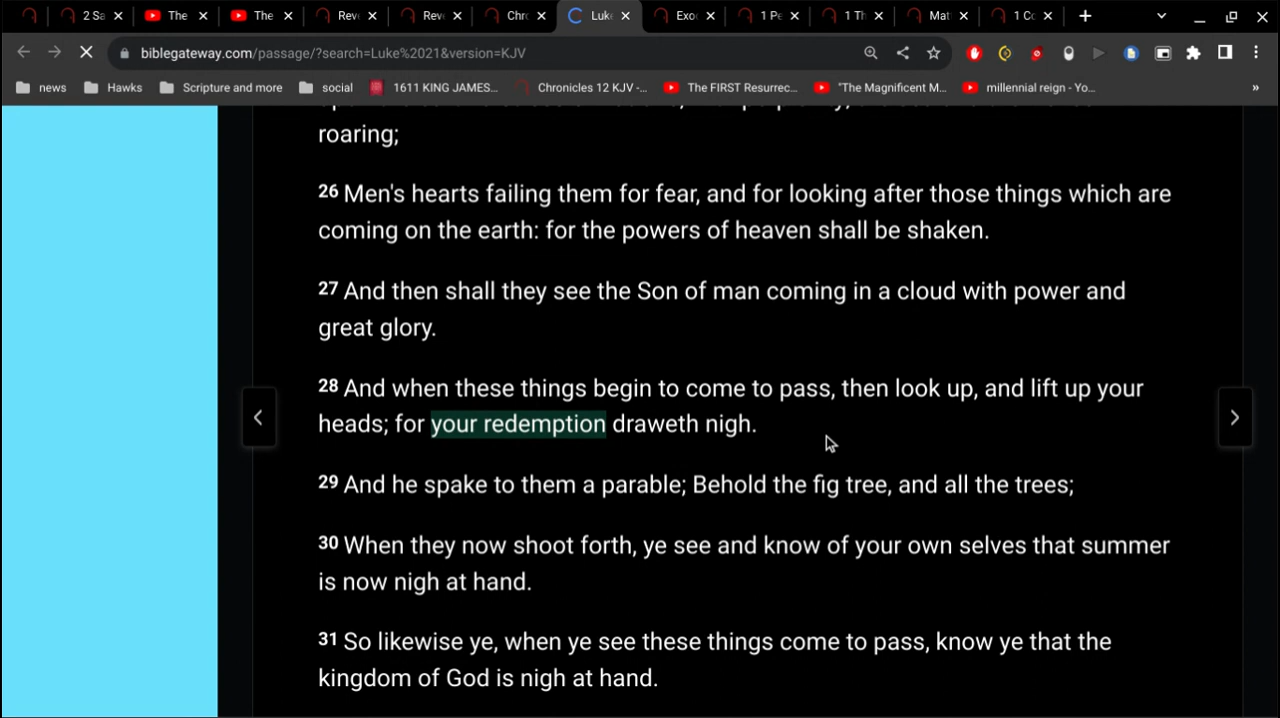 2 Sa
The
The
Rev
Rev
Chr
Luk
Exo
1 Pe
1 Th
Mat
1 Co
biblegateway.com/passage/?search=Luke%2021&version=KJV
news
Hawks
Scripture and more
social
1611 KING JAMES...
Chronicles 12 KJV -...
The FIRST Resurrec...
"The Magnificent M...
millennial reign - Yo...
»
roaring;
26 Men's hearts failing them for fear, and for looking after those things which are
coming on the earth: for the powers of heaven shall be shaken.
27 And then shall they see the Son of man coming in a cloud with power and
great glory.
28 And when these things begin to come to pass, then look up, and lift up your
heads; for your redemption draweth nigh.
29 And he spake to them a parable; Behold the fig tree, and all the trees;
30 When they now shoot forth, ye see and know of your own selves that summer
is now nigh at hand.
31 So likewise ye, when ye see these things come to pass, know ye that the
kingdom of God is nigh at hand.